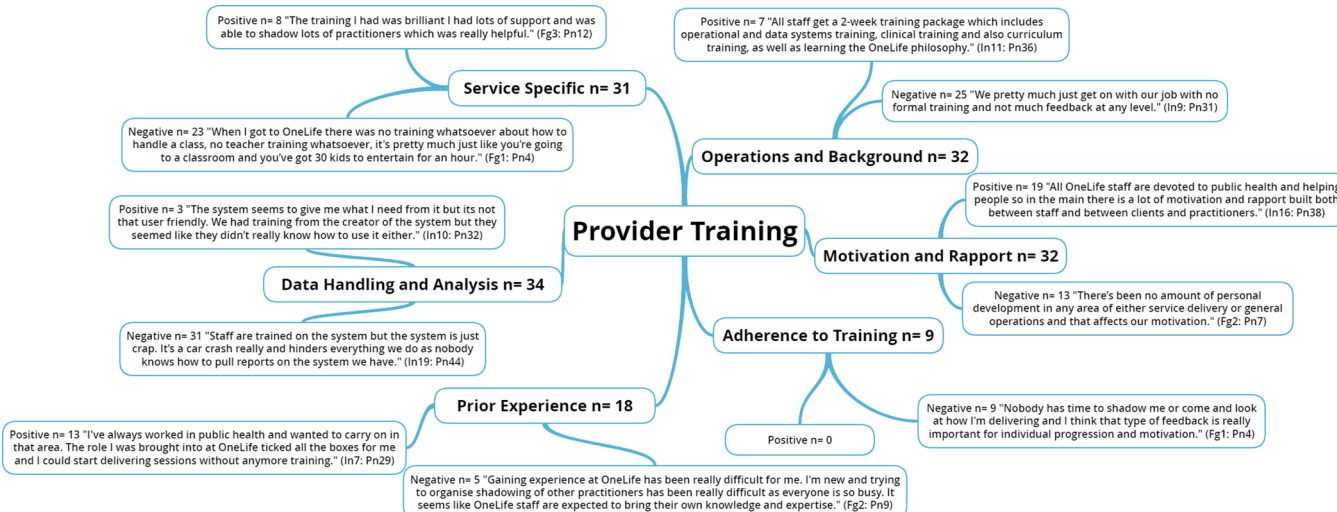 Positive n= 8 "The training I had was brilliant I had lots of support and was
able to shadow lots of practitioners which was really helpful." (Fg3: Pn12)
Service Specific n= 31
Negative n= 23 "When I got to OneLife there was no training whatsoever about how to
handle a class, no teacher training whatsoever, it's pretty much just like you're going
to a classroom and you've got 30 kids to entertain for an hour." (Fg1: Pn4)
Positive n= 7 "All staff get a 2-week training package which includes
operational and data systems training, clinical training and also curriculum
training, as well as learning the OneLife philosophy." (In11: Pn36)
Negative n= 25 "We pretty much just get on with our job with no
formal training and not much feedback at any level." (In9: Pn31)
Operations and Background n= 32
Positive n= 3 "The system seems to give me what I need from it but its not
that user friendly. We had training from the creator of the system but they
seemed like they didn't really know how to use it either." (In10: Pn32)
Data Handling and Analysis n= 34
Negative n= 31 "Staff are trained on the system but the system is just
crap. It's a car crash really and hinders everything we do as nobody
knows how to pull reports on the system we have." (In19: Pn44)
Provider Training
Positive n= 19 "All OneLife staff are devoted to public health and helping
people so in the main there is a lot of motivation and rapport built both
between staff and between clients and practitioners." (In16: Pn38)
Motivation and Rapport n= 32
Negative n= 13 "There's been no amount of personal
development in any area of either service delivery or general
operations and that affects our motivation." (Fg2: Pn7)
Adherence to Training n= 9
Positive n= 0
Negative n= 9 "Nobody has time to shadow me or come and look
at how I'm delivering and I think that type of feedback is really
important for individual progression and motivation." (Fg1: Pn4)
Prior Experience n= 18
Positive n= 13 "I've always worked in public health and wanted to carry on in
that area. The role I was brought into at OneLife ticked all the boxes for me
and I could start delivering sessions without anymore training." (In7: Pn29)
Negative n= 5 "Gaining experience at OneLife has been really difficult for me. I'm new and trying
to organise shadowing of other practitioners has been really difficult as everyone is so busy. It
seems like OneLife staff are expected to bring their own knowledge and expertise." (Fg2: Pn9)